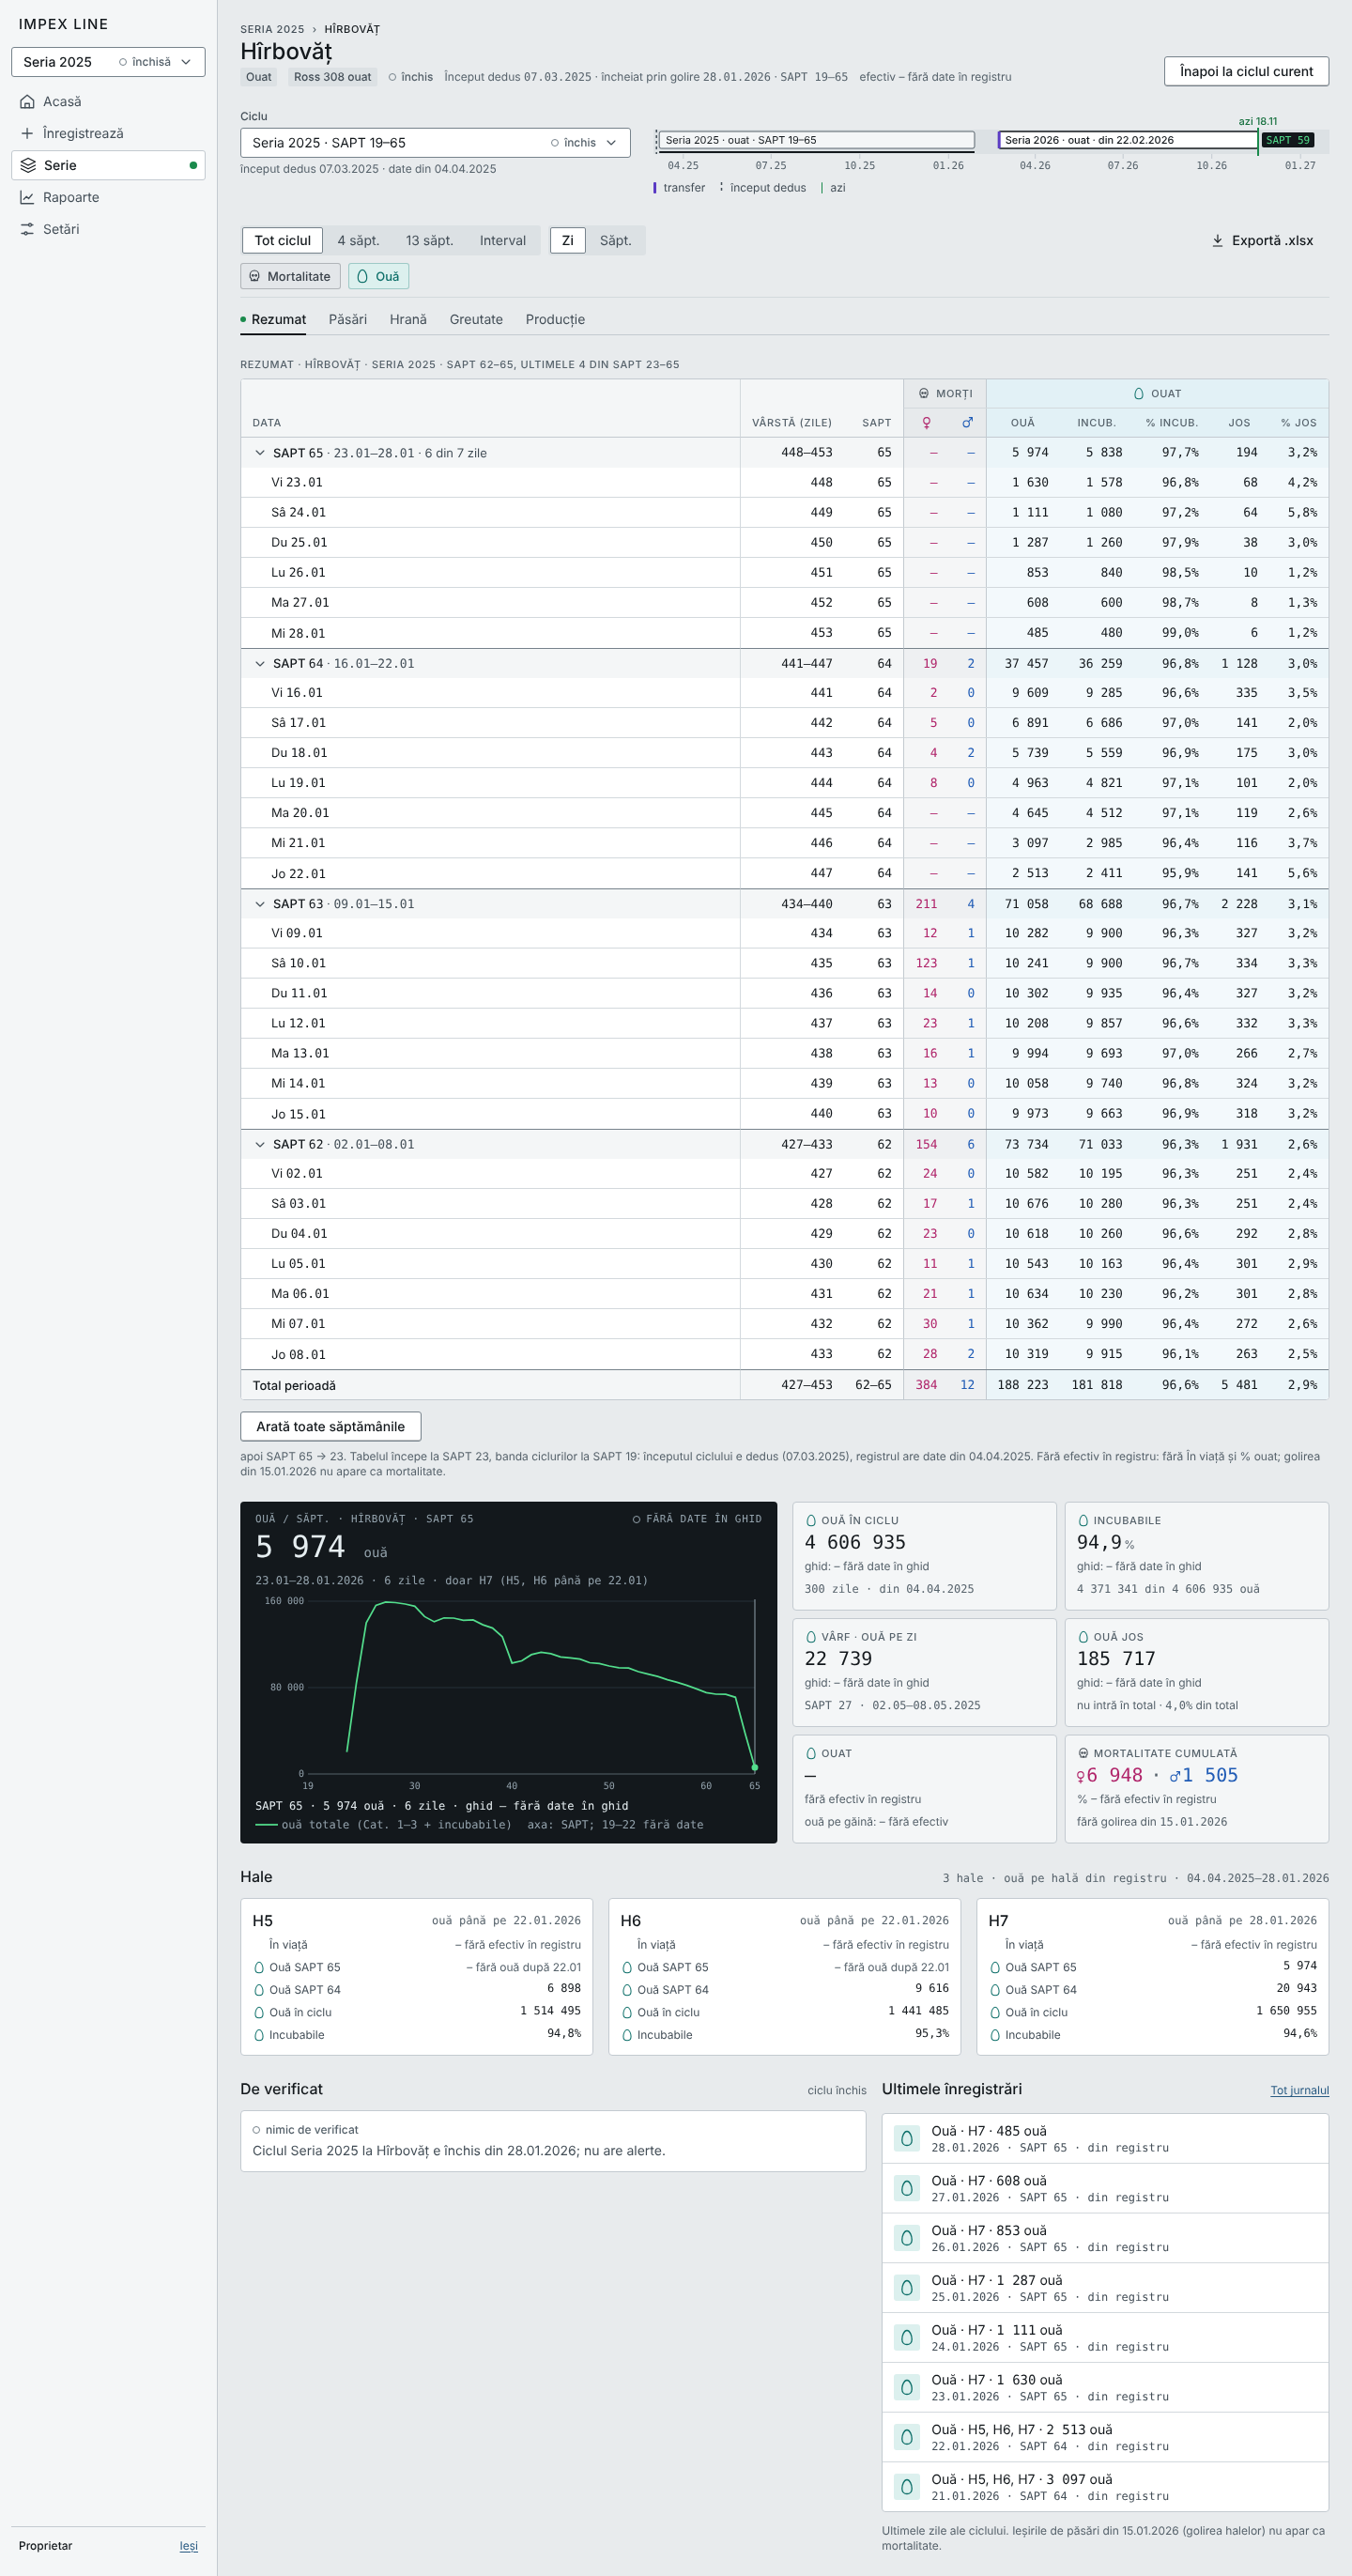 IMPEX LINE
Seria 2025 închisă
Acasă
Înregistrează
Serie
Rapoarte
Setări
Proprietar Ieși
SERIA 2025 › HÎRBOVĂȚ
Hîrbovăț
Ouat Ross 308 ouat închis Început dedus 07.03.2025 · încheiat prin golire 28.01.2026 · SAPT 19–65 efectiv – fără date în registru
Înapoi la ciclul curent
Ciclu
Seria 2025 · SAPT 19–65 închis
început dedus 07.03.2025 · date din 04.04.2025
azi 18.11
Seria 2025 · ouat · SAPT 19–65 Seria 2026 · ouat · din 22.02.2026 SAPT 59
04.25 07.25 10.25 01.26 04.26 07.26 10.26 01.27
transfer început dedus azi
Tot ciclul 4 săpt. 13 săpt. Interval Zi Săpt. Exportă .xlsx
Mortalitate Ouă
Rezumat Păsări Hrană Greutate Producție
REZUMAT · HÎRBOVĂȚ · SERIA 2025 · SAPT 62–65, ULTIMELE 4 DIN SAPT 23–65
MORȚI OUAT
DATA VÂRSTĂ (ZILE) SAPT ♀ ♂ OUĂ INCUB. % INCUB. JOS % JOS
SAPT 65 · 23.01–28.01 · 6 din 7 zile 448–453 65 – – 5 974 5 838 97,7% 194 3,2%
Vi 23.01 448 65 – – 1 630 1 578 96,8% 68 4,2%
Sâ 24.01 449 65 – – 1 111 1 080 97,2% 64 5,8%
Du 25.01 450 65 – – 1 287 1 260 97,9% 38 3,0%
Lu 26.01 451 65 – – 853 840 98,5% 10 1,2%
Ma 27.01 452 65 – – 608 600 98,7% 8 1,3%
Mi 28.01 453 65 – – 485 480 99,0% 6 1,2%
SAPT 64 · 16.01–22.01 441–447 64 19 2 37 457 36 259 96,8% 1 128 3,0%
Vi 16.01 441 64 2 0 9 609 9 285 96,6% 335 3,5%
Sâ 17.01 442 64 5 0 6 891 6 686 97,0% 141 2,0%
Du 18.01 443 64 4 2 5 739 5 559 96,9% 175 3,0%
Lu 19.01 444 64 8 0 4 963 4 821 97,1% 101 2,0%
Ma 20.01 445 64 – – 4 645 4 512 97,1% 119 2,6%
Mi 21.01 446 64 – – 3 097 2 985 96,4% 116 3,7%
Jo 22.01 447 64 – – 2 513 2 411 95,9% 141 5,6%
SAPT 63 · 09.01–15.01 434–440 63 211 4 71 058 68 688 96,7% 2 228 3,1%
Vi 09.01 434 63 12 1 10 282 9 900 96,3% 327 3,2%
Sâ 10.01 435 63 123 1 10 241 9 900 96,7% 334 3,3%
Du 11.01 436 63 14 0 10 302 9 935 96,4% 327 3,2%
Lu 12.01 437 63 23 1 10 208 9 857 96,6% 332 3,3%
Ma 13.01 438 63 16 1 9 994 9 693 97,0% 266 2,7%
Mi 14.01 439 63 13 0 10 058 9 740 96,8% 324 3,2%
Jo 15.01 440 63 10 0 9 973 9 663 96,9% 318 3,2%
SAPT 62 · 02.01–08.01 427–433 62 154 6 73 734 71 033 96,3% 1 931 2,6%
Vi 02.01 427 62 24 0 10 582 10 195 96,3% 251 2,4%
Sâ 03.01 428 62 17 1 10 676 10 280 96,3% 251 2,4%
Du 04.01 429 62 23 0 10 618 10 260 96,6% 292 2,8%
Lu 05.01 430 62 11 1 10 543 10 163 96,4% 301 2,9%
Ma 06.01 431 62 21 1 10 634 10 230 96,2% 301 2,8%
Mi 07.01 432 62 30 1 10 362 9 990 96,4% 272 2,6%
Jo 08.01 433 62 28 2 10 319 9 915 96,1% 263 2,5%
Total perioadă 427–453 62–65 384 12 188 223 181 818 96,6% 5 481 2,9%
Arată toate săptămânile
apoi SAPT 65 → 23. Tabelul începe la SAPT 23, banda ciclurilor la SAPT 19: începutul ciclului e dedus (07.03.2025), registrul are date din 04.04.2025. Fără efectiv în registru: fără În viață și % ouat; golirea
din 15.01.2026 nu apare ca mortalitate.
OUĂ / SĂPT. · HÎRBOVĂȚ · SAPT 65 FĂRĂ DATE ÎN GHID
5 974 ouă
23.01–28.01.2026 · 6 zile · doar H7 (H5, H6 până pe 22.01)
160 000
80 000
0
19 30 40 50 60 65
SAPT 65 · 5 974 ouă · 6 zile · ghid – fără date în ghid
ouă totale (Cat. 1–3 + incubabile) axa: SAPT; 19–22 fără date
OUĂ ÎN CICLU
4 606 935
ghid: – fără date în ghid
300 zile · din 04.04.2025
INCUBABILE
94,9 %
ghid: – fără date în ghid
4 371 341 din 4 606 935 ouă
VÂRF · OUĂ PE ZI
22 739
ghid: – fără date în ghid
SAPT 27 · 02.05–08.05.2025
OUĂ JOS
185 717
ghid: – fără date în ghid
nu intră în total · 4,0% din total
OUAT
–
fără efectiv în registru
ouă pe găină: – fără efectiv
MORTALITATE CUMULATĂ
♀6 948 · ♂1 505
% – fără efectiv în registru
fără golirea din 15.01.2026
Hale 3 hale · ouă pe hală din registru · 04.04.2025–28.01.2026
H5 ouă până pe 22.01.2026
În viață – fără efectiv în registru
Ouă SAPT 65 – fără ouă după 22.01
Ouă SAPT 64 6 898
Ouă în ciclu 1 514 495
Incubabile 94,8%
H6 ouă până pe 22.01.2026
În viață – fără efectiv în registru
Ouă SAPT 65 – fără ouă după 22.01
Ouă SAPT 64 9 616
Ouă în ciclu 1 441 485
Incubabile 95,3%
H7 ouă până pe 28.01.2026
În viață – fără efectiv în registru
Ouă SAPT 65 5 974
Ouă SAPT 64 20 943
Ouă în ciclu 1 650 955
Incubabile 94,6%
De verificat ciclu închis
nimic de verificat
Ciclul Seria 2025 la Hîrbovăț e închis din 28.01.2026; nu are alerte.
Ultimele înregistrări Tot jurnalul
Ouă · H7 · 485 ouă
28.01.2026 · SAPT 65 · din registru
Ouă · H7 · 608 ouă
27.01.2026 · SAPT 65 · din registru
Ouă · H7 · 853 ouă
26.01.2026 · SAPT 65 · din registru
Ouă · H7 · 1 287 ouă
25.01.2026 · SAPT 65 · din registru
Ouă · H7 · 1 111 ouă
24.01.2026 · SAPT 65 · din registru
Ouă · H7 · 1 630 ouă
23.01.2026 · SAPT 65 · din registru
Ouă · H5, H6, H7 · 2 513 ouă
22.01.2026 · SAPT 64 · din registru
Ouă · H5, H6, H7 · 3 097 ouă
21.01.2026 · SAPT 64 · din registru
Ultimele zile ale ciclului. Ieșirile de păsări din 15.01.2026 (golirea halelor) nu apar ca
mortalitate.